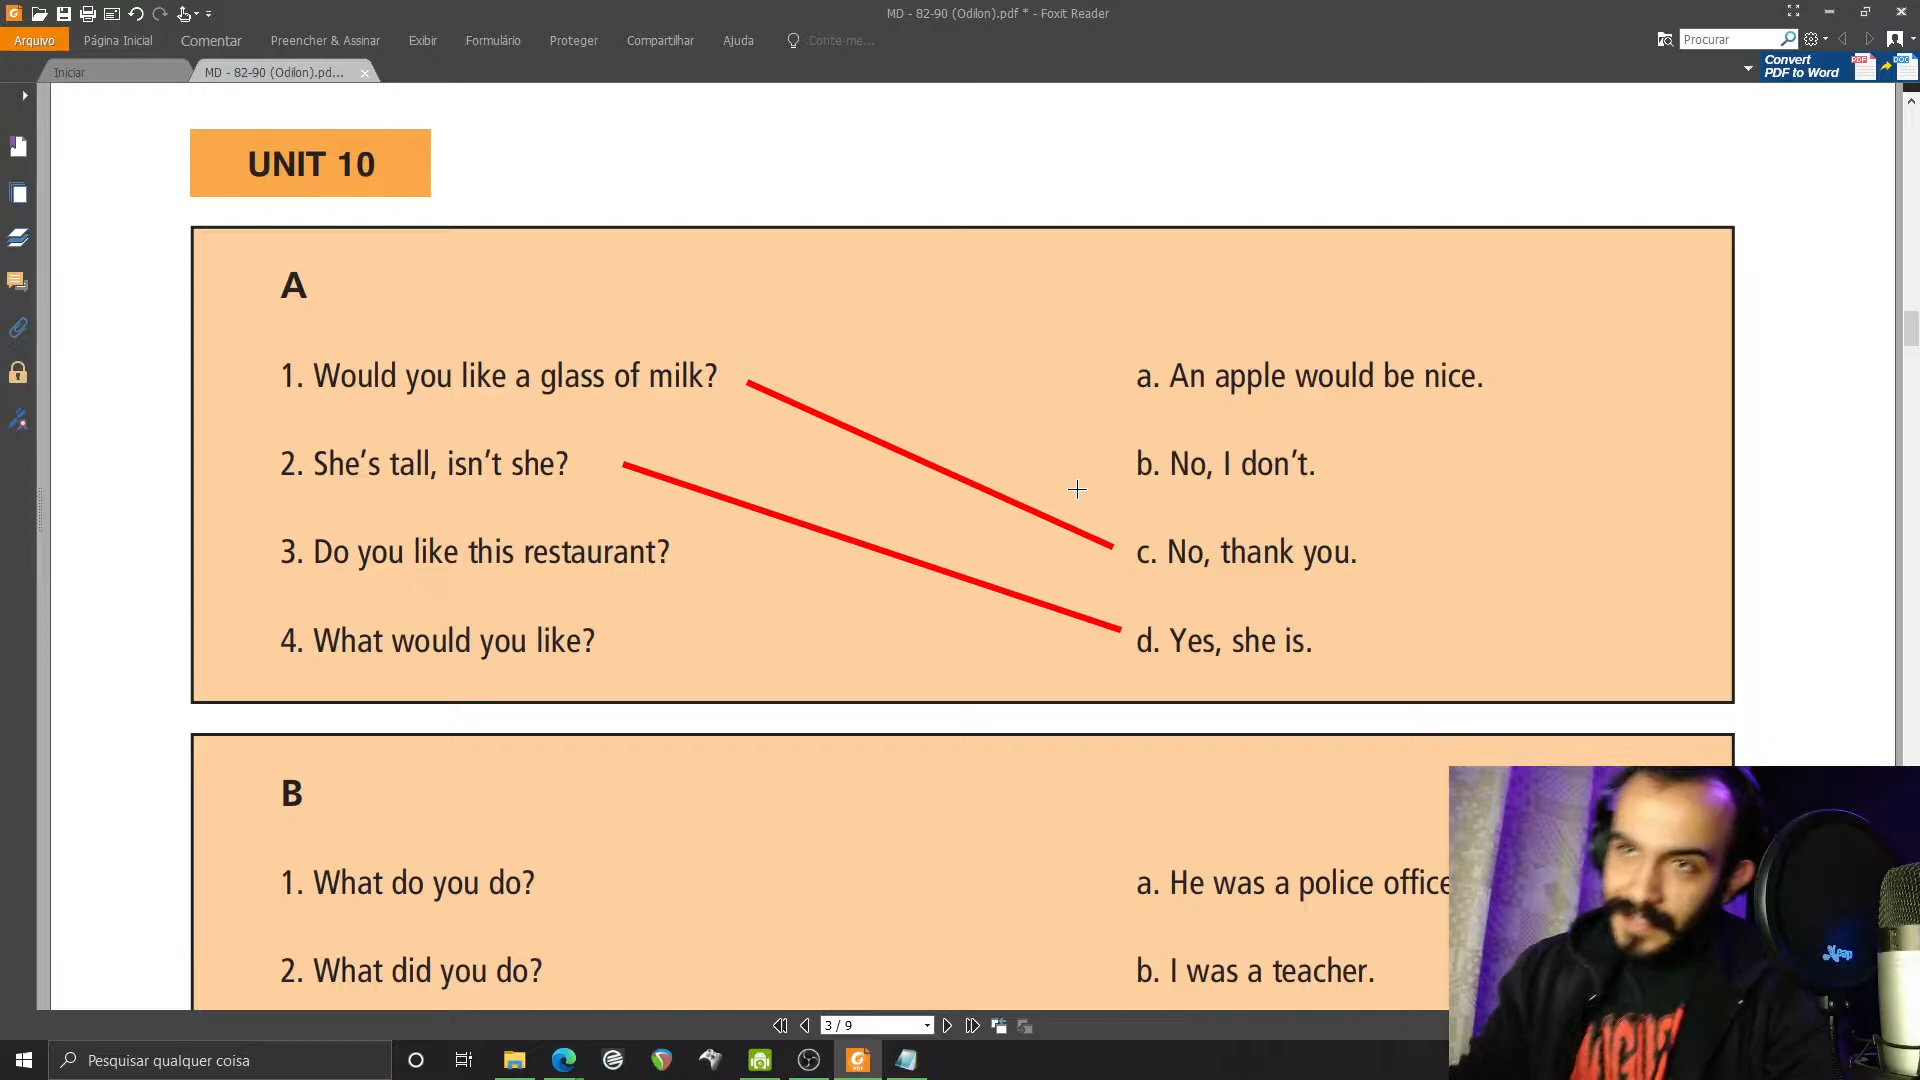 MD - 82-90 (Odilon).pdf * - Foxit Reader
Arquivo Página Inicial Comentar Preencher & Assinar Exibir Formulário Proteger Compartilhar Ajuda Conte-me... Procurar
Iniciar MD - 82-90 (Odilon).pd... Convert
PDF to Word
UNIT 10
A
1. Would you like a glass of milk? a. An apple would be nice.
2. She's tall, isn't she? b. No, I don't.
3. Do you like this restaurant? c. No, thank you.
4. What would you like? d. Yes, she is.
B
1. What do you do? a. He was a police office
2. What did you do? b. I was a teacher.
3 / 9
Pesquisar qualquer coisa